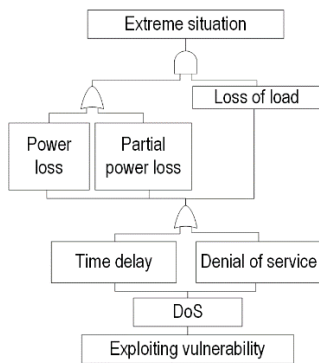 Extreme situation
Loss of load
Power
loss
Partial
power loss
Time delay
Denial of service
DoS
Exploiting vulnerability